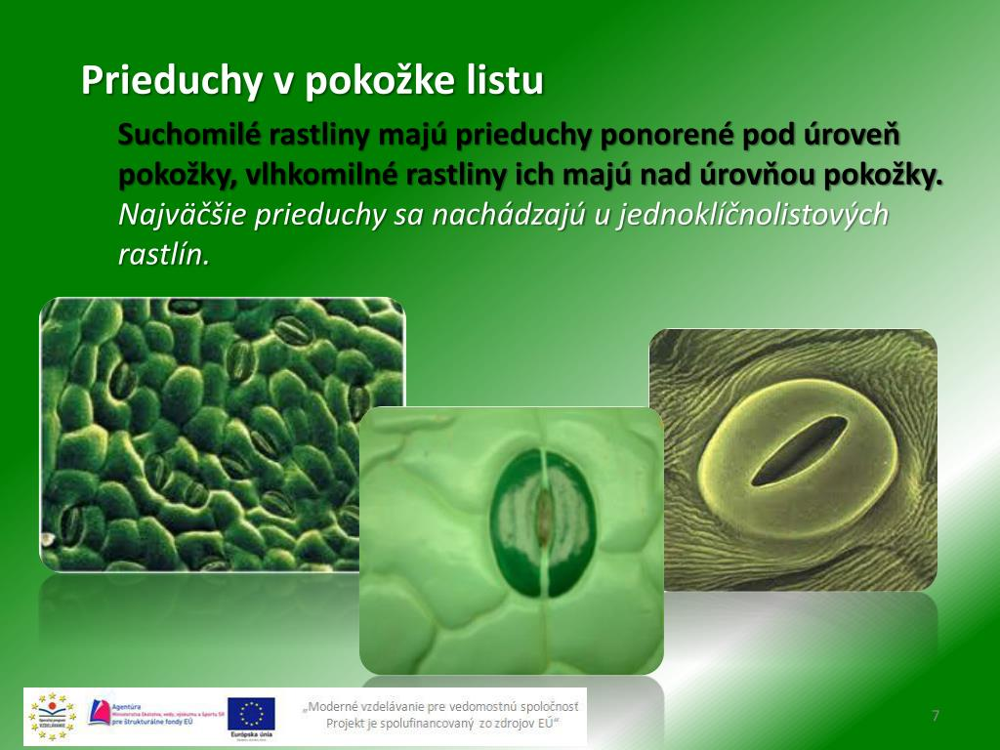 Prieduchy v pokožke listu
Suchomilé rastliny majú prieduchy ponorené pod úroveň
pokožky, vlhkomilné rastliny ich majú nad úrovňou pokožky.
Najväčšie prieduchy sa nachádzajú u jednoklíčnolistových
rastlín.
Agentúra
Ministerstva školstva, vedy, výskumu a športu SR
pre štrukturálne fondy EÚ
Európska únia
„Moderné vzdelávanie pre vedomostnú spoločnosť
Projekt je spolufinancovaný zo zdrojov EÚ“
7